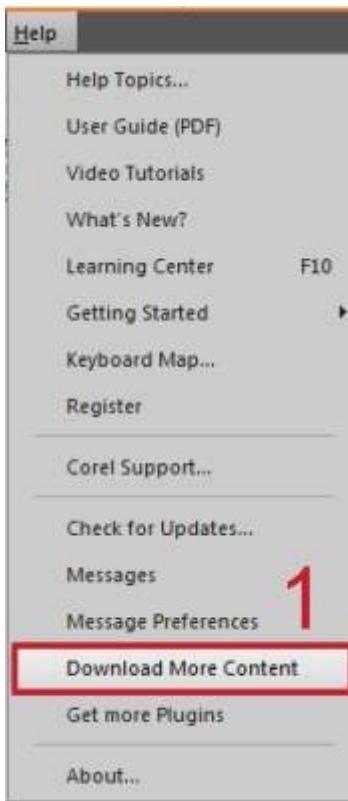 Help
Help Topics...
User Guide (PDF)
Video Tutorials
What's New?
Learning Center F10
Getting Started
Keyboard Map...
Register
Corel Support...
Check for Updates...
Messages
1
Message Preferences
Download More Content
Get more Plugins
About...